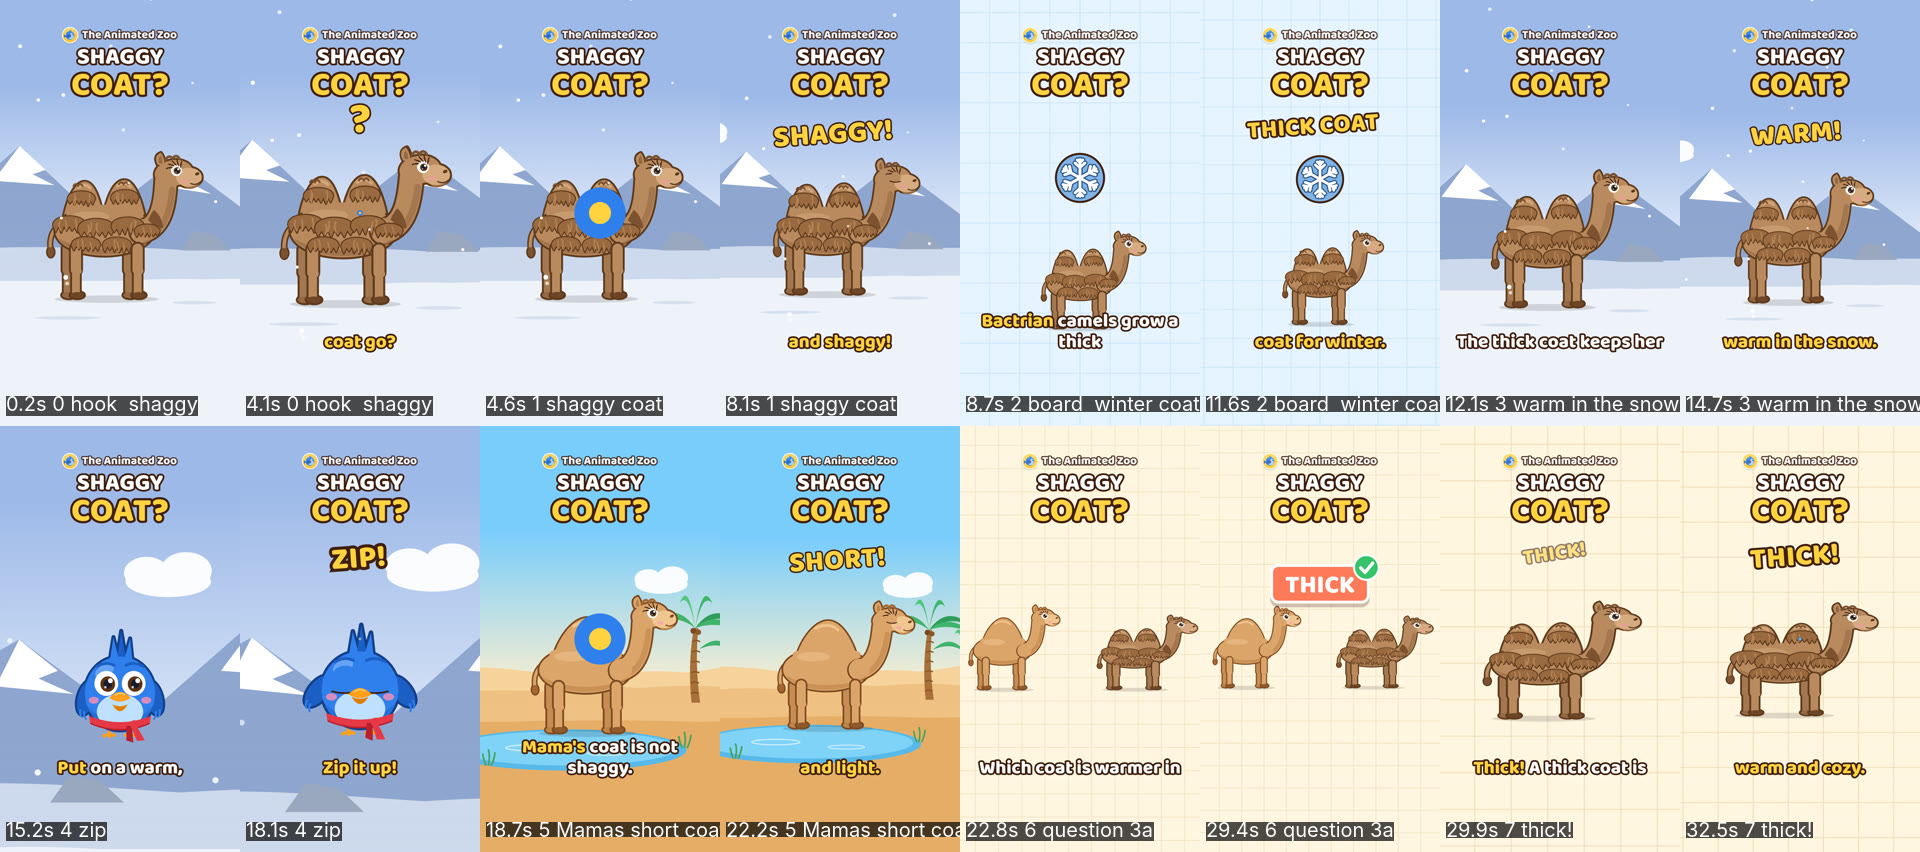 The Animated Zoo
SHAGGY
COAT?
0.2s 0 hook shaggy
The Animated Zoo
SHAGGY
COAT?
?
coat go?
4.1s 0 hook shaggy
The Animated Zoo
SHAGGY
COAT?
4.6s 1 shaggy coat
The Animated Zoo
SHAGGY
COAT?
SHAGGY!
and shaggy!
8.1s 1 shaggy coat
The Animated Zoo
SHAGGY
COAT?
Bactrian camels grow a
thick
8.7s 2 board winter coat
The Animated Zoo
SHAGGY
COAT?
THICK COAT
coat for winter.
11.6s 2 board winter coa
The Animated Zoo
SHAGGY
COAT?
The thick coat keeps her
12.1s 3 warm in the snow
The Animated Zoo
SHAGGY
COAT?
WARM!
warm in the snow.
14.7s 3 warm in the snow
The Animated Zoo
SHAGGY
COAT?
Put on a warm,
15.2s 4 zip
The Animated Zoo
SHAGGY
COAT?
ZIP!
Zip it up!
18.1s 4 zip
The Animated Zoo
SHAGGY
COAT?
Mama's coat is not
shaggy.
18.7s 5 Mamas short coa
The Animated Zoo
SHAGGY
COAT?
SHORT!
and light.
22.2s 5 Mamas short coa
The Animated Zoo
SHAGGY
COAT?
Which coat is warmer in
22.8s 6 question 3a
The Animated Zoo
SHAGGY
COAT?
THICK
29.4s 6 question 3a
The Animated Zoo
SHAGGY
COAT?
THICK!
Thick! A thick coat is
29.9s 7 thick!
The Animated Zoo
SHAGGY
COAT?
THICK!
warm and cozy.
32.5s 7 thick!